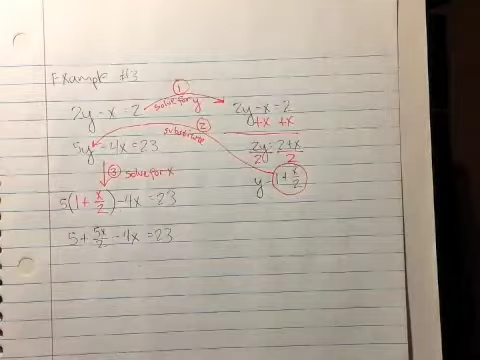 Example #3
2y - x = 2
① solve for y
2y - x = 2
+x +x
5y - 4x = 23
② substitute
2y = 2 + x
2 2
y = 1 + x/2
③ solve for x
5(1 + x/2) - 4x = 23
5 + 5x/2 - 4x = 23